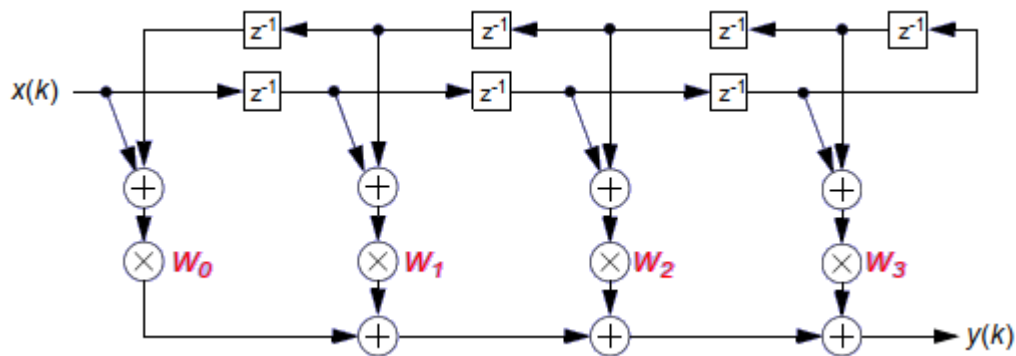 z⁻¹ z⁻¹ z⁻¹ z⁻¹
x(k) z⁻¹ z⁻¹ z⁻¹
W₀ W₁ W₂ W₃
y(k)